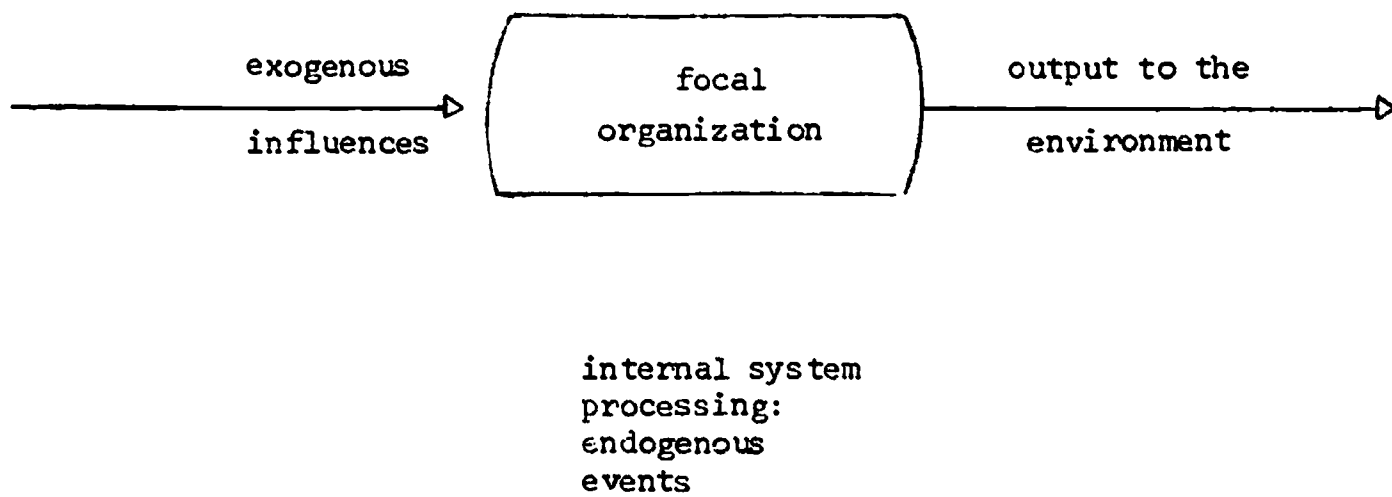 exogenous
influences
focal
organization
output to the
environment
internal system
processing:
endogenous
events